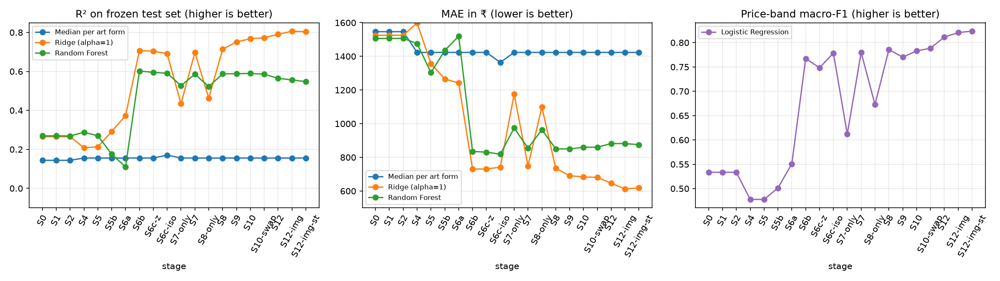 R² on frozen test set (higher is better)
Median per art form
Ridge (alpha=1)
Random Forest
0.8
0.6
0.4
0.2
0.0
S0
S1
S2
S4
S5
S5b
S6a
S6b
S6c-z
S6c-iso
S7-only
S7
S8-only
S8
S9
S10
S10-swap
S12
S12-img
S12-img-st
stage
MAE in ₹ (lower is better)
1600
1400
1200
1000
800
600
Median per art form
Ridge (alpha=1)
Random Forest
S0
S1
S2
S4
S5
S5b
S6a
S6b
S6c-z
S6c-iso
S7-only
S7
S8-only
S8
S9
S10
S10-swap
S12
S12-img
S12-img-st
stage
Price-band macro-F1 (higher is better)
Logistic Regression
0.80
0.75
0.70
0.65
0.60
0.55
0.50
S0
S1
S2
S4
S5
S5b
S6a
S6b
S6c-z
S6c-iso
S7-only
S7
S8-only
S8
S9
S10
S10-swap
S12
S12-img
S12-img-st
stage